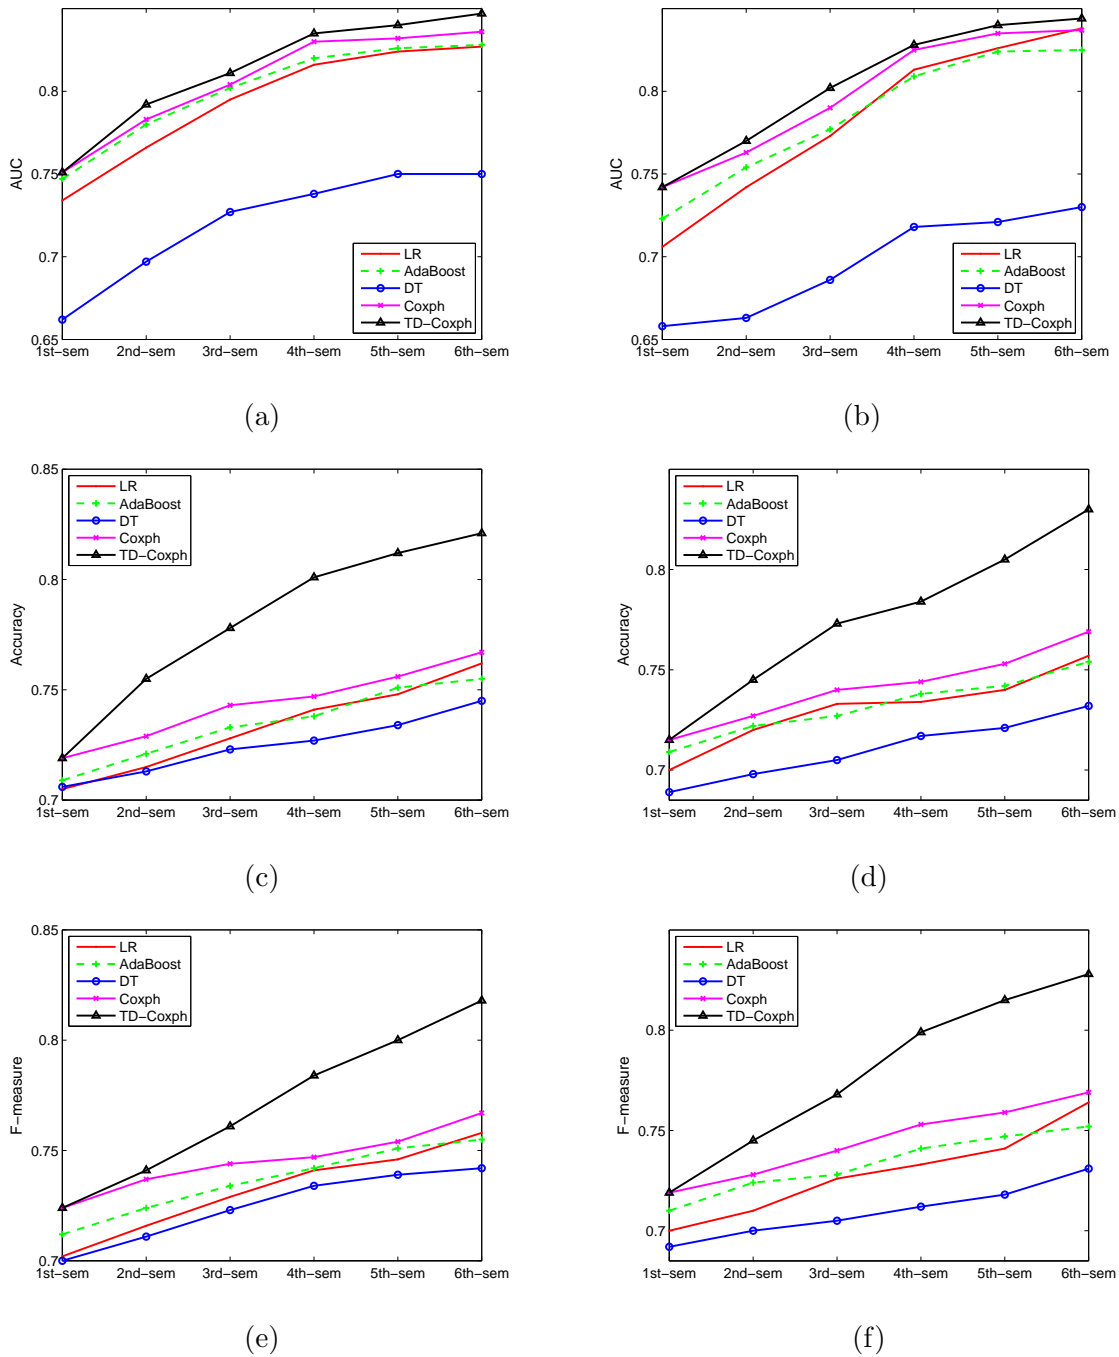 AUC
0.8
0.75
0.7
0.65
1st-sem 2nd-sem 3rd-sem 4th-sem 5th-sem 6th-sem
LR
AdaBoost
DT
Coxph
TD-Coxph
(a)
AUC
0.8
0.75
0.7
0.65
1st-sem 2nd-sem 3rd-sem 4th-sem 5th-sem 6th-sem
LR
AdaBoost
DT
Coxph
TD-Coxph
(b)
Accuracy
0.85
0.8
0.75
0.7
LR
AdaBoost
DT
Coxph
TD-Coxph
1st-sem 2nd-sem 3rd-sem 4th-sem 5th-sem 6th-sem
(c)
Accuracy
0.8
0.75
0.7
LR
AdaBoost
DT
Coxph
TD-Coxph
1st-sem 2nd-sem 3rd-sem 4th-sem 5th-sem 6th-sem
(d)
F-measure
0.85
0.8
0.75
0.7
LR
AdaBoost
DT
Coxph
TD-Coxph
1st-sem 2nd-sem 3rd-sem 4th-sem 5th-sem 6th-sem
(e)
F-measure
0.8
0.75
0.7
LR
AdaBoost
DT
Coxph
TD-Coxph
1st-sem 2nd-sem 3rd-sem 4th-sem 5th-sem 6th-sem
(f)